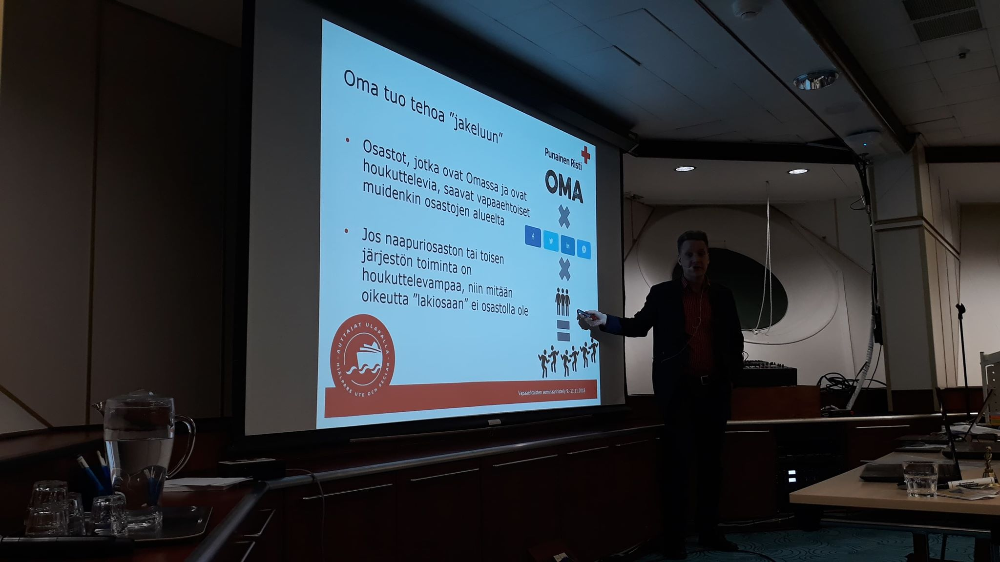 Oma tuo tehoa ”jakeluun”
Osastot, jotka ovat Omassa ja ovat
houkuttelevia, saavat vapaaehtoiset
muidenkin osastojen alueelta
Jos naapuriosaston tai toisen
järjestön toiminta on
houkuttelevampaa, niin mitään
oikeutta ”lakiosaan” ei osastolla ole
Punainen Risti
OMA
f
in
- AUTTAJAT ULAPALLA -
HJÄLPARE UTE OCH SEGLAR
Vapaaehtoisten seminaariristeily 9.-11.11.2018